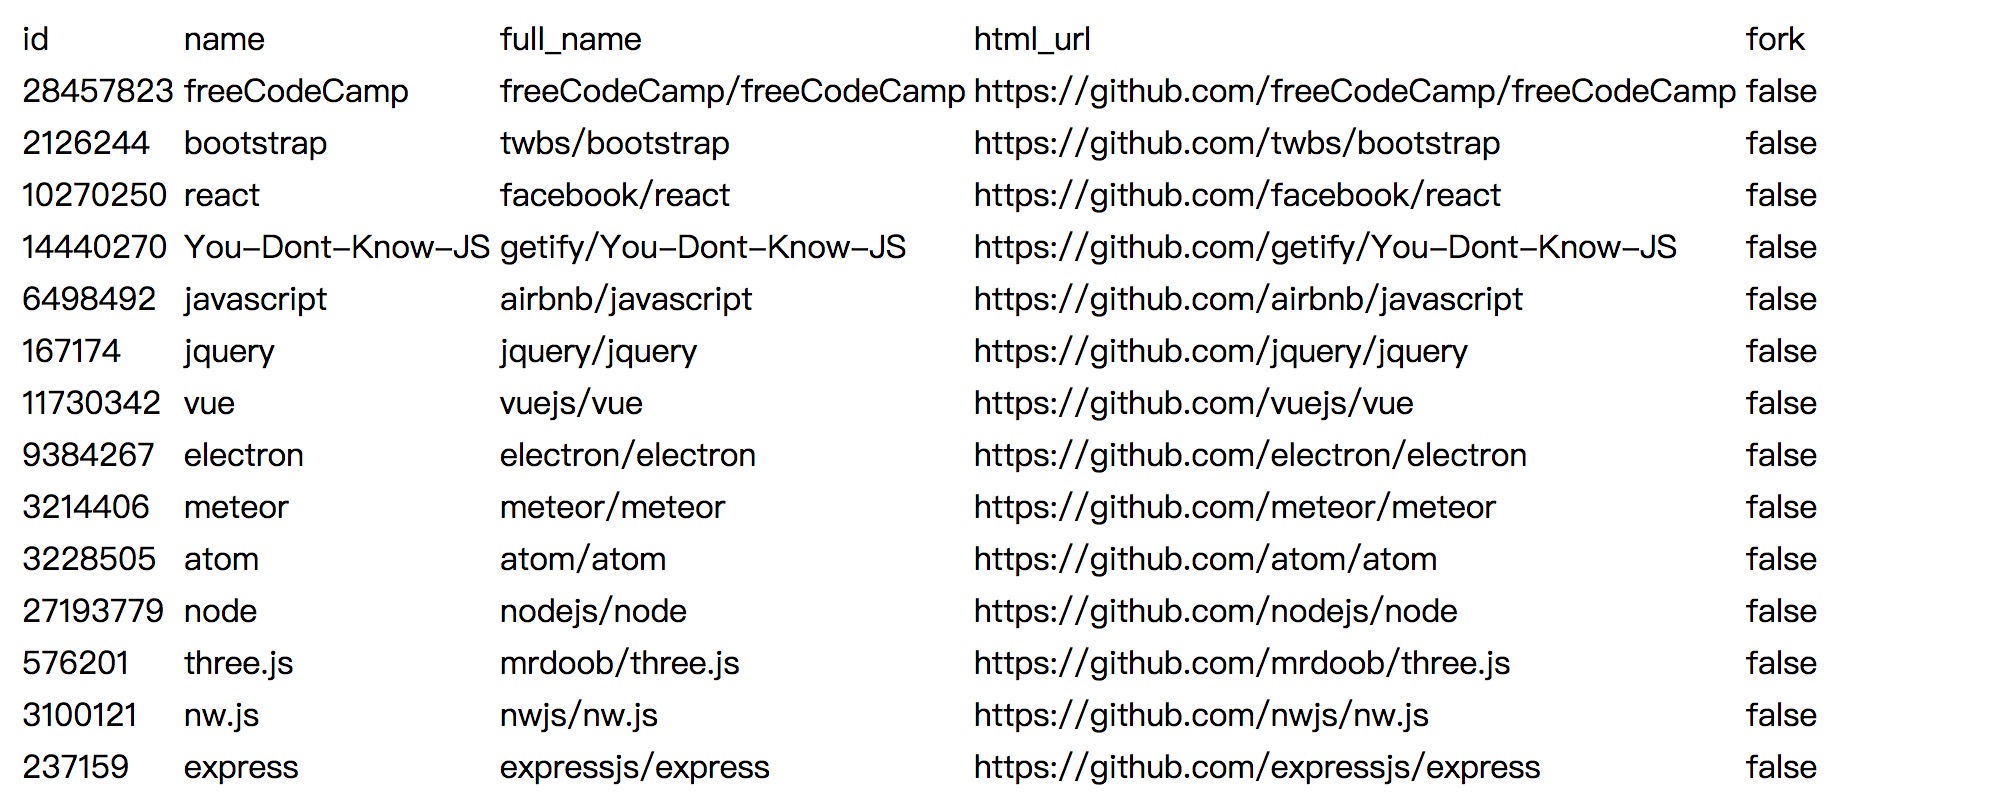 id name full_name html_url fork
28457823 freeCodeCamp freeCodeCamp/freeCodeCamp https://github.com/freeCodeCamp/freeCodeCamp false
2126244 bootstrap twbs/bootstrap https://github.com/twbs/bootstrap false
10270250 react facebook/react https://github.com/facebook/react false
14440270 You-Dont-Know-JS getify/You-Dont-Know-JS https://github.com/getify/You-Dont-Know-JS false
6498492 javascript airbnb/javascript https://github.com/airbnb/javascript false
167174 jquery jquery/jquery https://github.com/jquery/jquery false
11730342 vue vuejs/vue https://github.com/vuejs/vue false
9384267 electron electron/electron https://github.com/electron/electron false
3214406 meteor meteor/meteor https://github.com/meteor/meteor false
3228505 atom atom/atom https://github.com/atom/atom false
27193779 node nodejs/node https://github.com/nodejs/node false
576201 three.js mrdoob/three.js https://github.com/mrdoob/three.js false
3100121 nw.js nwjs/nw.js https://github.com/nwjs/nw.js false
237159 express expressjs/express https://github.com/expressjs/express false